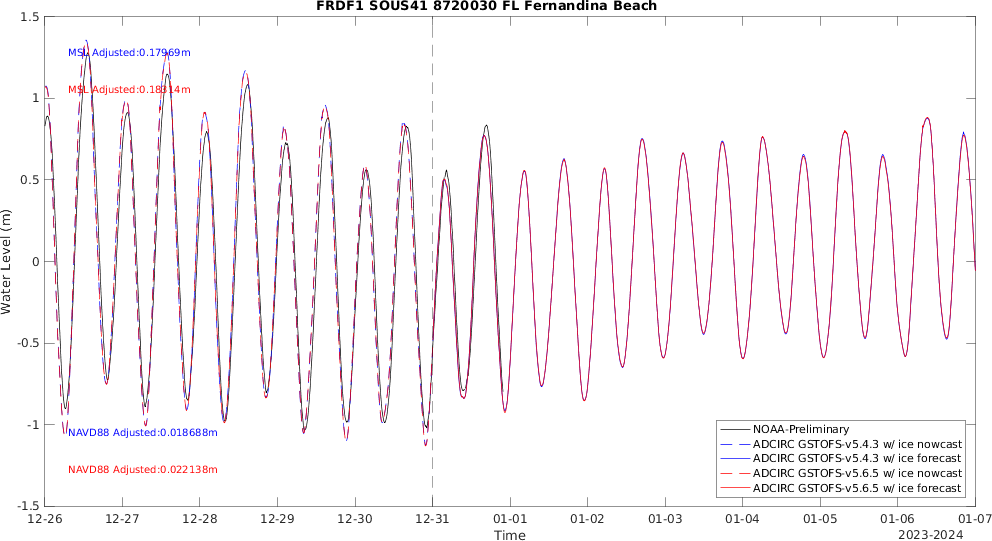 FRDF1 SOUS41 8720030 FL Fernandina Beach
1.5
1
0.5
0
-0.5
-1
-1.5
Water Level (m)
MSL Adjusted:0.17969m
MSL Adjusted:0.18314m
NAVD88 Adjusted:0.018688m
NAVD88 Adjusted:0.022138m
NOAA-Preliminary
ADCIRC GSTOFS-v5.4.3 w/ ice nowcast
ADCIRC GSTOFS-v5.4.3 w/ ice forecast
ADCIRC GSTOFS-v5.6.5 w/ ice nowcast
ADCIRC GSTOFS-v5.6.5 w/ ice forecast
12-26 12-27 12-28 12-29 12-30 12-31 01-01 01-02 01-03 01-04 01-05 01-06 01-07
Time
2023-2024